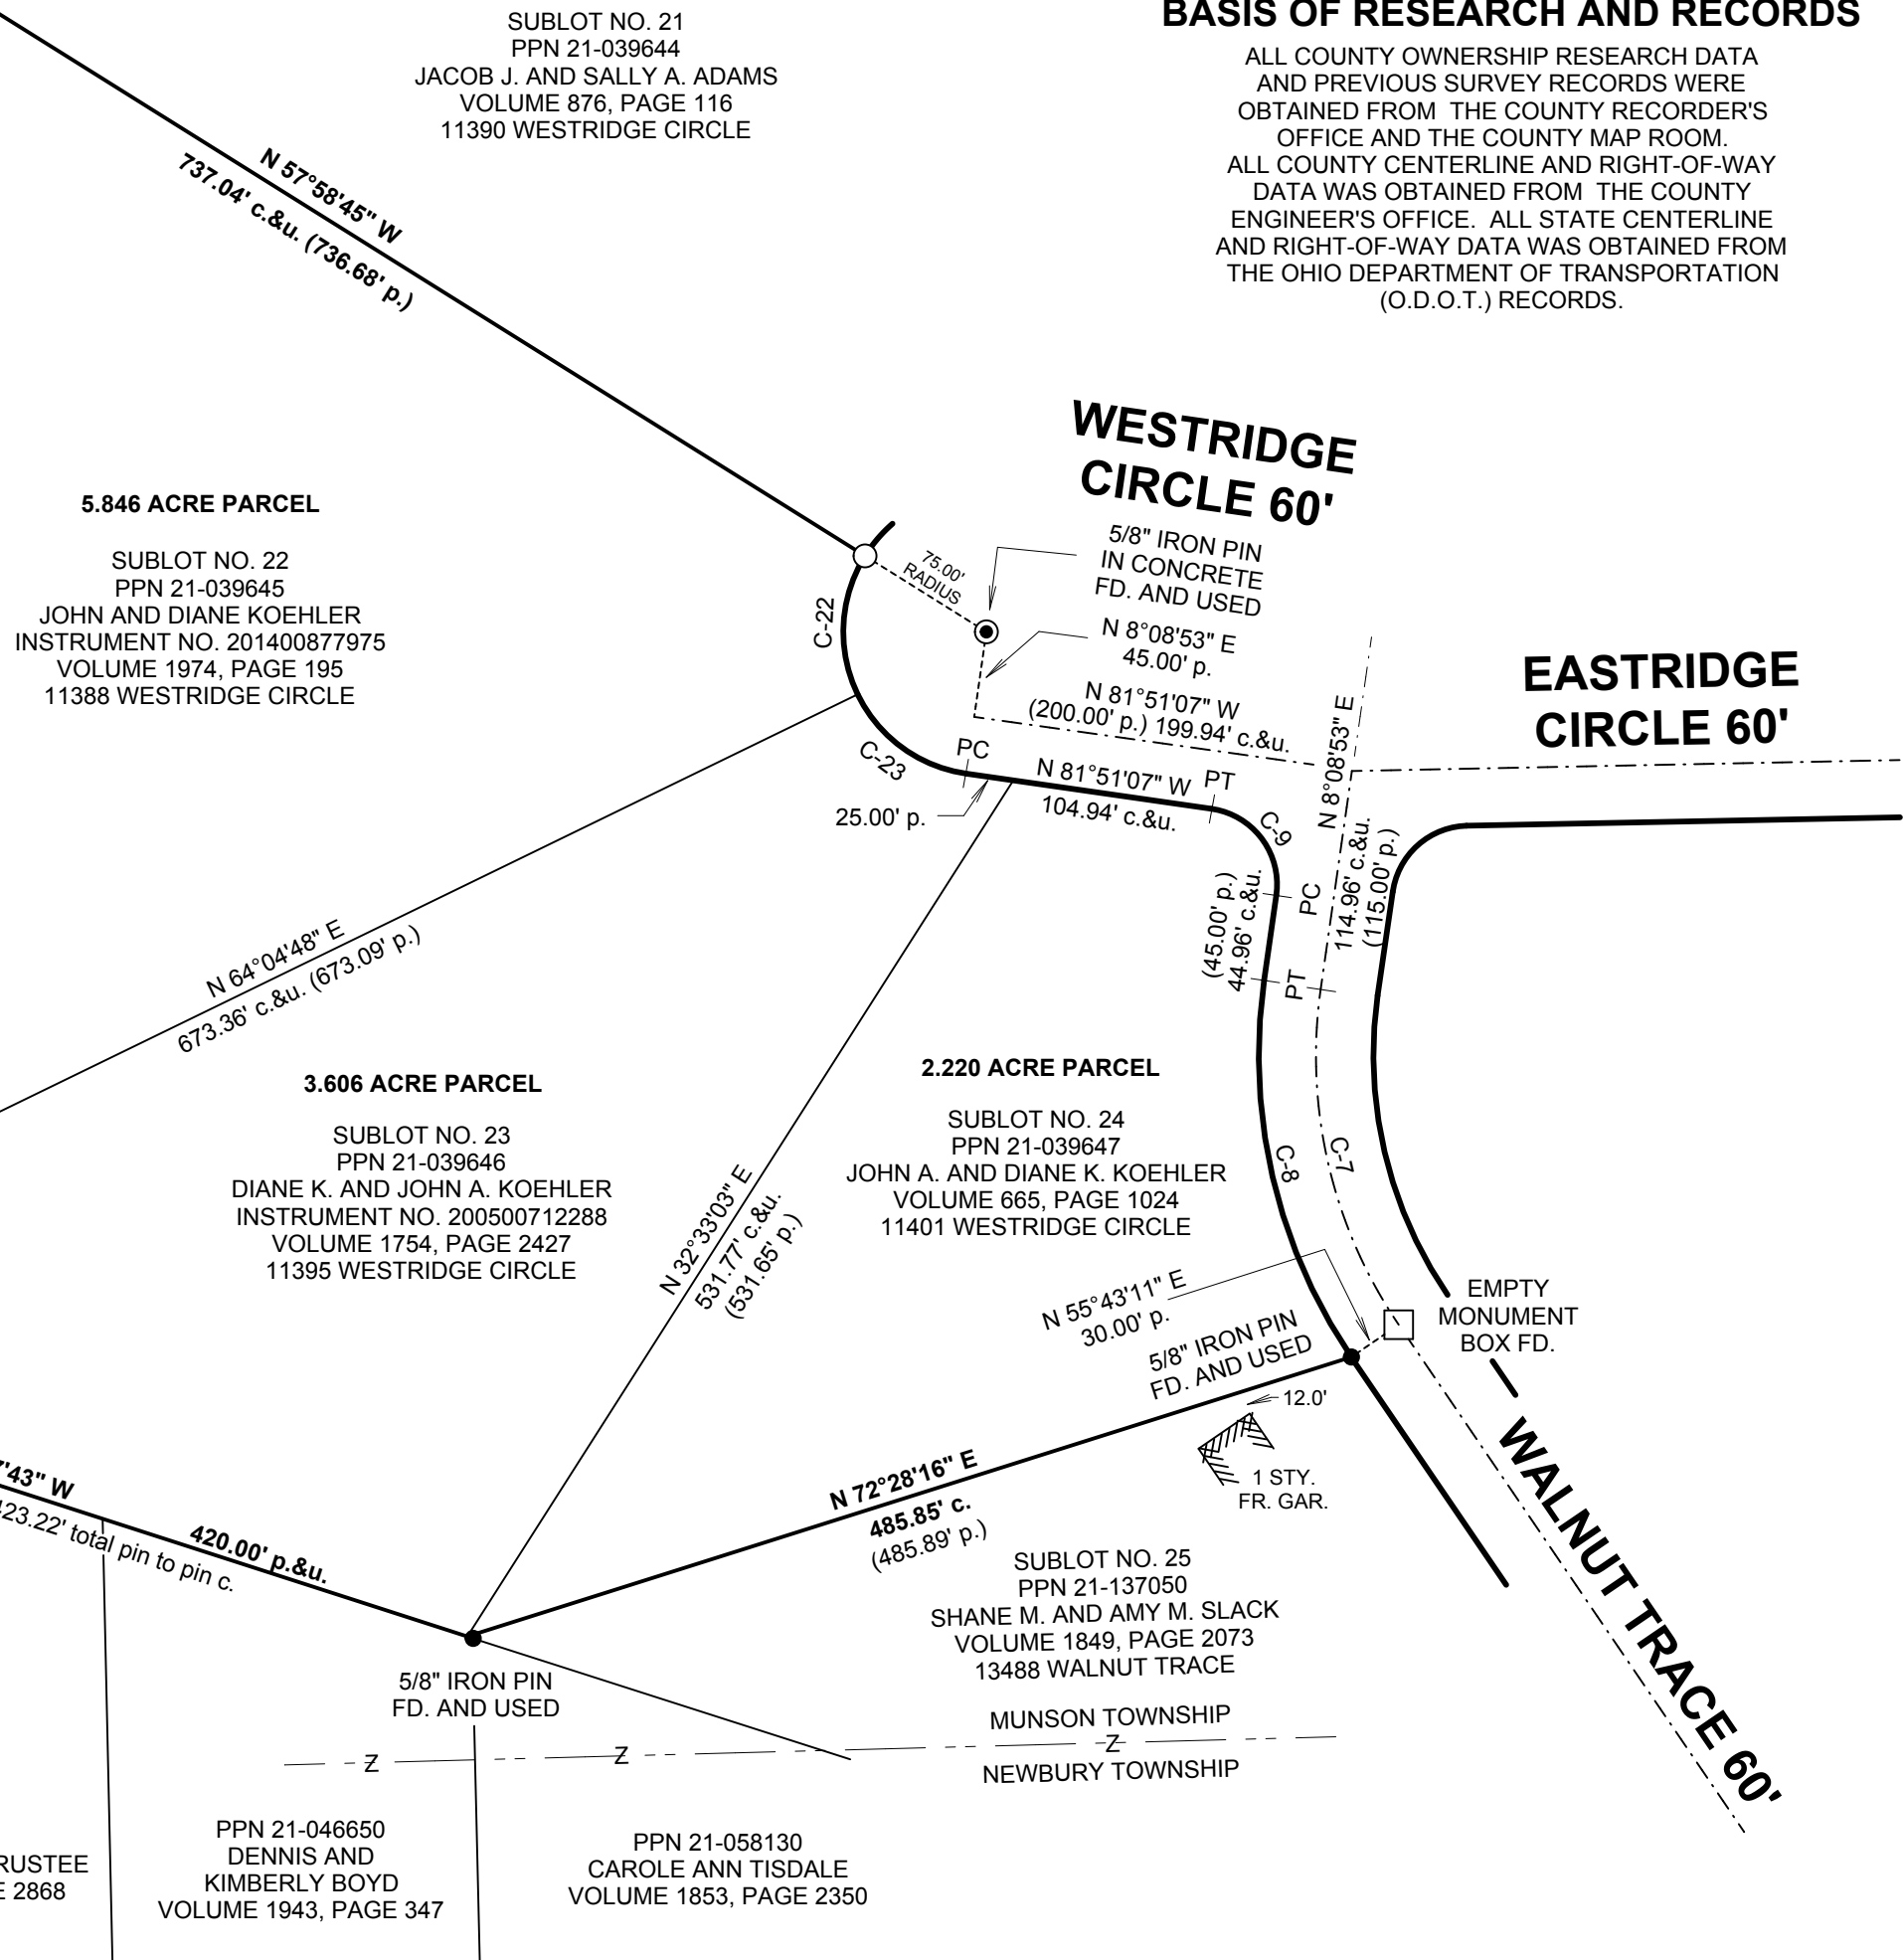 SUBLOT NO. 21
PPN 21-039644
JACOB J. AND SALLY A. ADAMS
VOLUME 876, PAGE 116
11390 WESTRIDGE CIRCLE
BASIS OF RESEARCH AND RECORDS
ALL COUNTY OWNERSHIP RESEARCH DATA
AND PREVIOUS SURVEY RECORDS WERE
OBTAINED FROM THE COUNTY RECORDER'S
OFFICE AND THE COUNTY MAP ROOM.
ALL COUNTY CENTERLINE AND RIGHT-OF-WAY
DATA WAS OBTAINED FROM THE COUNTY
ENGINEER'S OFFICE. ALL STATE CENTERLINE
AND RIGHT-OF-WAY DATA WAS OBTAINED FROM
THE OHIO DEPARTMENT OF TRANSPORTATION
(O.D.O.T.) RECORDS.
N 57°58'45" W
737.04' c.&u. (736.68' p.)
WESTRIDGE
CIRCLE 60'
5.846 ACRE PARCEL
SUBLOT NO. 22
PPN 21-039645
JOHN AND DIANE KOEHLER
INSTRUMENT NO. 201400877975
VOLUME 1974, PAGE 195
11388 WESTRIDGE CIRCLE
75.00'
RADIUS
5/8" IRON PIN
IN CONCRETE
FD. AND USED
N 8°08'53" E
45.00' p.
C-22
N 81°51'07" W
(200.00' p.) 199.94' c.&u.
EASTRIDGE
CIRCLE 60'
C-23
PC
N 81°51'07" W
104.94' c.&u.
PT
25.00' p.
C-9
N 8°08'53" E
114.96' c.&u.
(115.00' p.)
(45.00' p.)
44.96' c.&u.
PC
PT
N 64°04'48" E
673.36' c.&u. (673.09' p.)
3.606 ACRE PARCEL
SUBLOT NO. 23
PPN 21-039646
DIANE K. AND JOHN A. KOEHLER
INSTRUMENT NO. 200500712288
VOLUME 1754, PAGE 2427
11395 WESTRIDGE CIRCLE
2.220 ACRE PARCEL
SUBLOT NO. 24
PPN 21-039647
JOHN A. AND DIANE K. KOEHLER
VOLUME 665, PAGE 1024
11401 WESTRIDGE CIRCLE
C-8
C-7
N 32°33'03" E
531.77' c.&u.
(531.65' p.)
N 55°43'11" E
30.00' p.
5/8" IRON PIN
FD. AND USED
EMPTY
MONUMENT
BOX FD.
12.0'
1 STY.
FR. GAR.
WALNUT TRACE 60'
N 72°28'16" E
485.85' c.
(485.89' p.)
'43" W
423.22' total pin to pin c.
420.00' p.&u.
SUBLOT NO. 25
PPN 21-137050
SHANE M. AND AMY M. SLACK
VOLUME 1849, PAGE 2073
13488 WALNUT TRACE
5/8" IRON PIN
FD. AND USED
MUNSON TOWNSHIP
Z
Z
Z
NEWBURY TOWNSHIP
RUSTEE
E 2868
PPN 21-046650
DENNIS AND
KIMBERLY BOYD
VOLUME 1943, PAGE 347
PPN 21-058130
CAROLE ANN TISDALE
VOLUME 1853, PAGE 2350